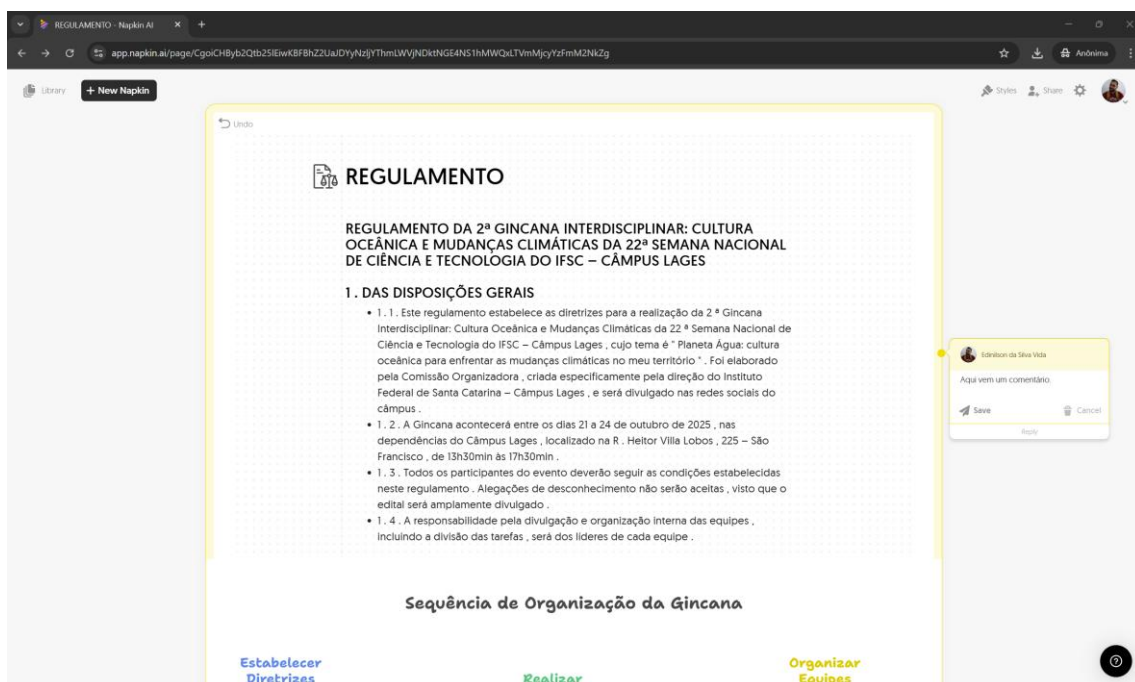 REGULAMENTO - Napkin AI
app.napkin.ai/page/CgoiCHByb2Qtb25lEiwKBFBhZ2UaJDYyNzljYThmLWVjNDktNGE4NS1hMWQxLTVmMjcyYzFmM2NkZg
Anônima
Library
+ New Napkin
Styles
Share
Undo
REGULAMENTO
REGULAMENTO DA 2ª GINCANA INTERDISCIPLINAR: CULTURA
OCEÂNICA E MUDANÇAS CLIMÁTICAS DA 22ª SEMANA NACIONAL
DE CIÊNCIA E TECNOLOGIA DO IFSC – CÂMPUS LAGES
1 . DAS DISPOSIÇÕES GERAIS
• 1 . 1 . Este regulamento estabelece as diretrizes para a realização da 2 ª Gincana
Interdisciplinar: Cultura Oceânica e Mudanças Climáticas da 22 ª Semana Nacional de
Ciência e Tecnologia do IFSC – Câmpus Lages , cujo tema é " Planeta Água: cultura
oceânica para enfrentar as mudanças climáticas no meu território " . Foi elaborado
pela Comissão Organizadora , criada especificamente pela direção do Instituto
Federal de Santa Catarina – Câmpus Lages , e será divulgado nas redes sociais do
câmpus .
• 1 . 2 . A Gincana acontecerá entre os dias 21 a 24 de outubro de 2025 , nas
dependências do Câmpus Lages , localizado na R . Heitor Villa Lobos , 225 – São
Francisco , de 13h30min às 17h30min .
• 1 . 3 . Todos os participantes do evento deverão seguir as condições estabelecidas
neste regulamento . Alegações de desconhecimento não serão aceitas , visto que o
edital será amplamente divulgado .
• 1 . 4 . A responsabilidade pela divulgação e organização interna das equipes ,
incluindo a divisão das tarefas , será dos líderes de cada equipe .
Edinilson da Silva Vida
Aqui vem um comentário.
Save
Cancel
Reply
Sequência de Organização da Gincana
Estabelecer
Diretrizes
Realizar
Organizar
Equipes